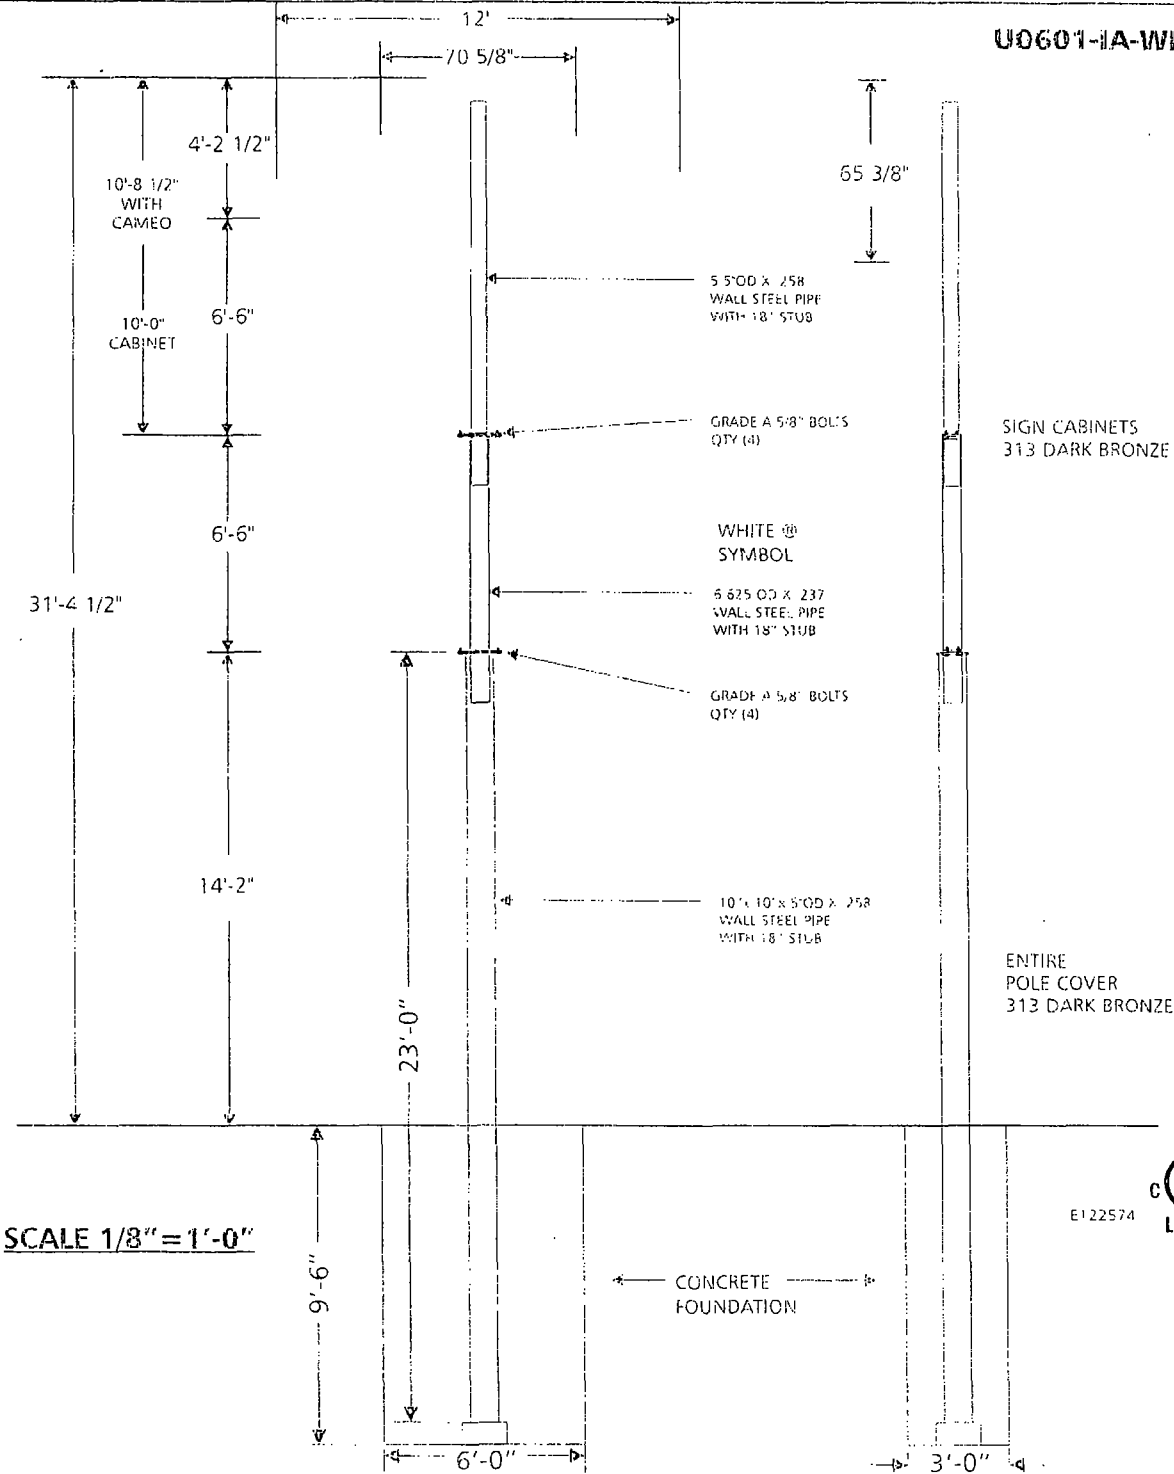 12'
U0601-IA-WI
70 5/8"
4'-2 1/2"
65 3/8"
10'-8 1/2"
WITH
CAMEO
5 5"OD X .258
WALL STEEL PIPE
WITH 18" STUB
10'-0"
CABINET
6'-6"
GRADE A 5/8" BOLTS
QTY (4)
SIGN CABINETS
313 DARK BRONZE
6'-6"
WHITE ®
SYMBOL
31'-4 1/2"
6.625 OD X .237
WALL STEEL PIPE
WITH 18" STUB
GRADE A 5/8" BOLTS
QTY (4)
14'-2"
10" x 10" x 5"OD X .258
WALL STEEL PIPE
WITH 18" STUB
ENTIRE
POLE COVER
313 DARK BRONZE
23'-0"
C
E122574
L
SCALE 1/8"=1'-0"
9'-6"
CONCRETE
FOUNDATION
6'-0"
3'-0"